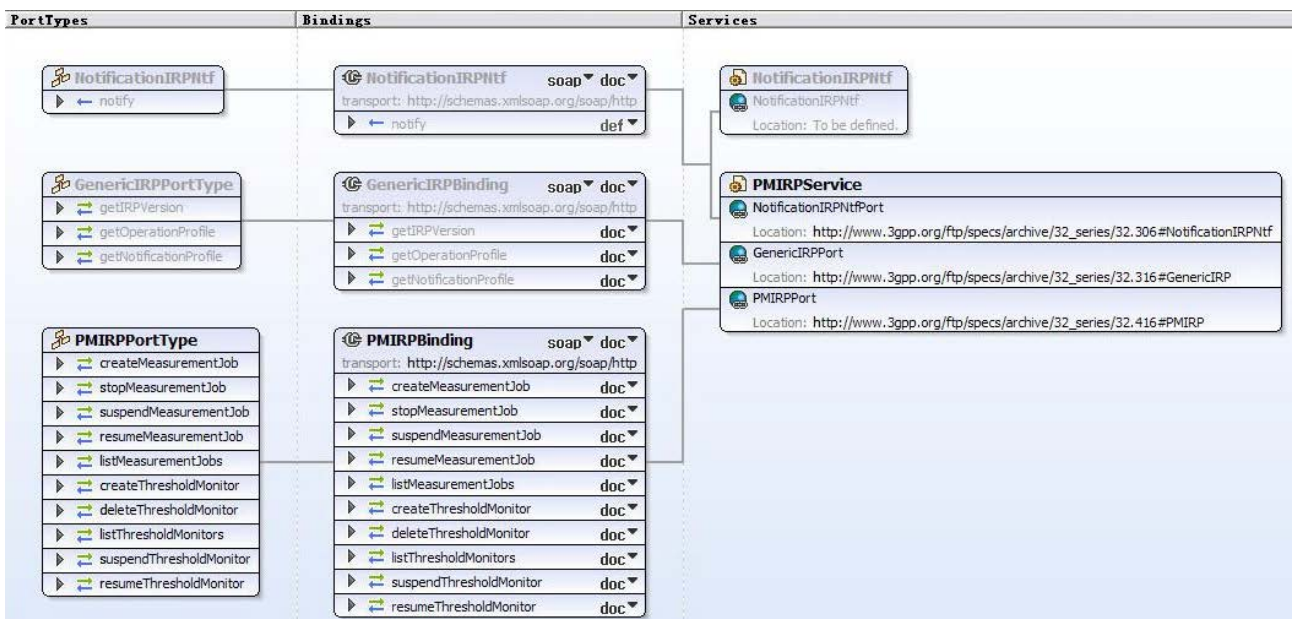 PortTypes
Bindings
Services
NotificationIRPNtf
notify
NotificationIRPNtf soap doc
transport: http://schemas.xmlsoap.org/soap/http
notify def
NotificationIRPNtf
NotificationIRPNtf
Location: To be defined.
GenericIRPPortType
getIRPVersion
getOperationProfile
getNotificationProfile
GenericIRPBinding soap doc
transport: http://schemas.xmlsoap.org/soap/http
getIRPVersion doc
getOperationProfile doc
getNotificationProfile doc
PMIRPService
NotificationIRPNtfPort
Location: http://www.3gpp.org/ftp/specs/archive/32_series/32.306#NotificationIRPNtf
GenericIRPPort
Location: http://www.3gpp.org/ftp/specs/archive/32_series/32.316#GenericIRP
PMIRPPort
Location: http://www.3gpp.org/ftp/specs/archive/32_series/32.416#PMIRP
PMIRPPortType
createMeasurementJob
stopMeasurementJob
suspendMeasurementJob
resumeMeasurementJob
listMeasurementJobs
createThresholdMonitor
deleteThresholdMonitor
listThresholdMonitors
suspendThresholdMonitor
resumeThresholdMonitor
PMIRPBinding soap doc
transport: http://schemas.xmlsoap.org/soap/http
createMeasurementJob doc
stopMeasurementJob doc
suspendMeasurementJob doc
resumeMeasurementJob doc
listMeasurementJobs doc
createThresholdMonitor doc
deleteThresholdMonitor doc
listThresholdMonitors doc
suspendThresholdMonitor doc
resumeThresholdMonitor doc